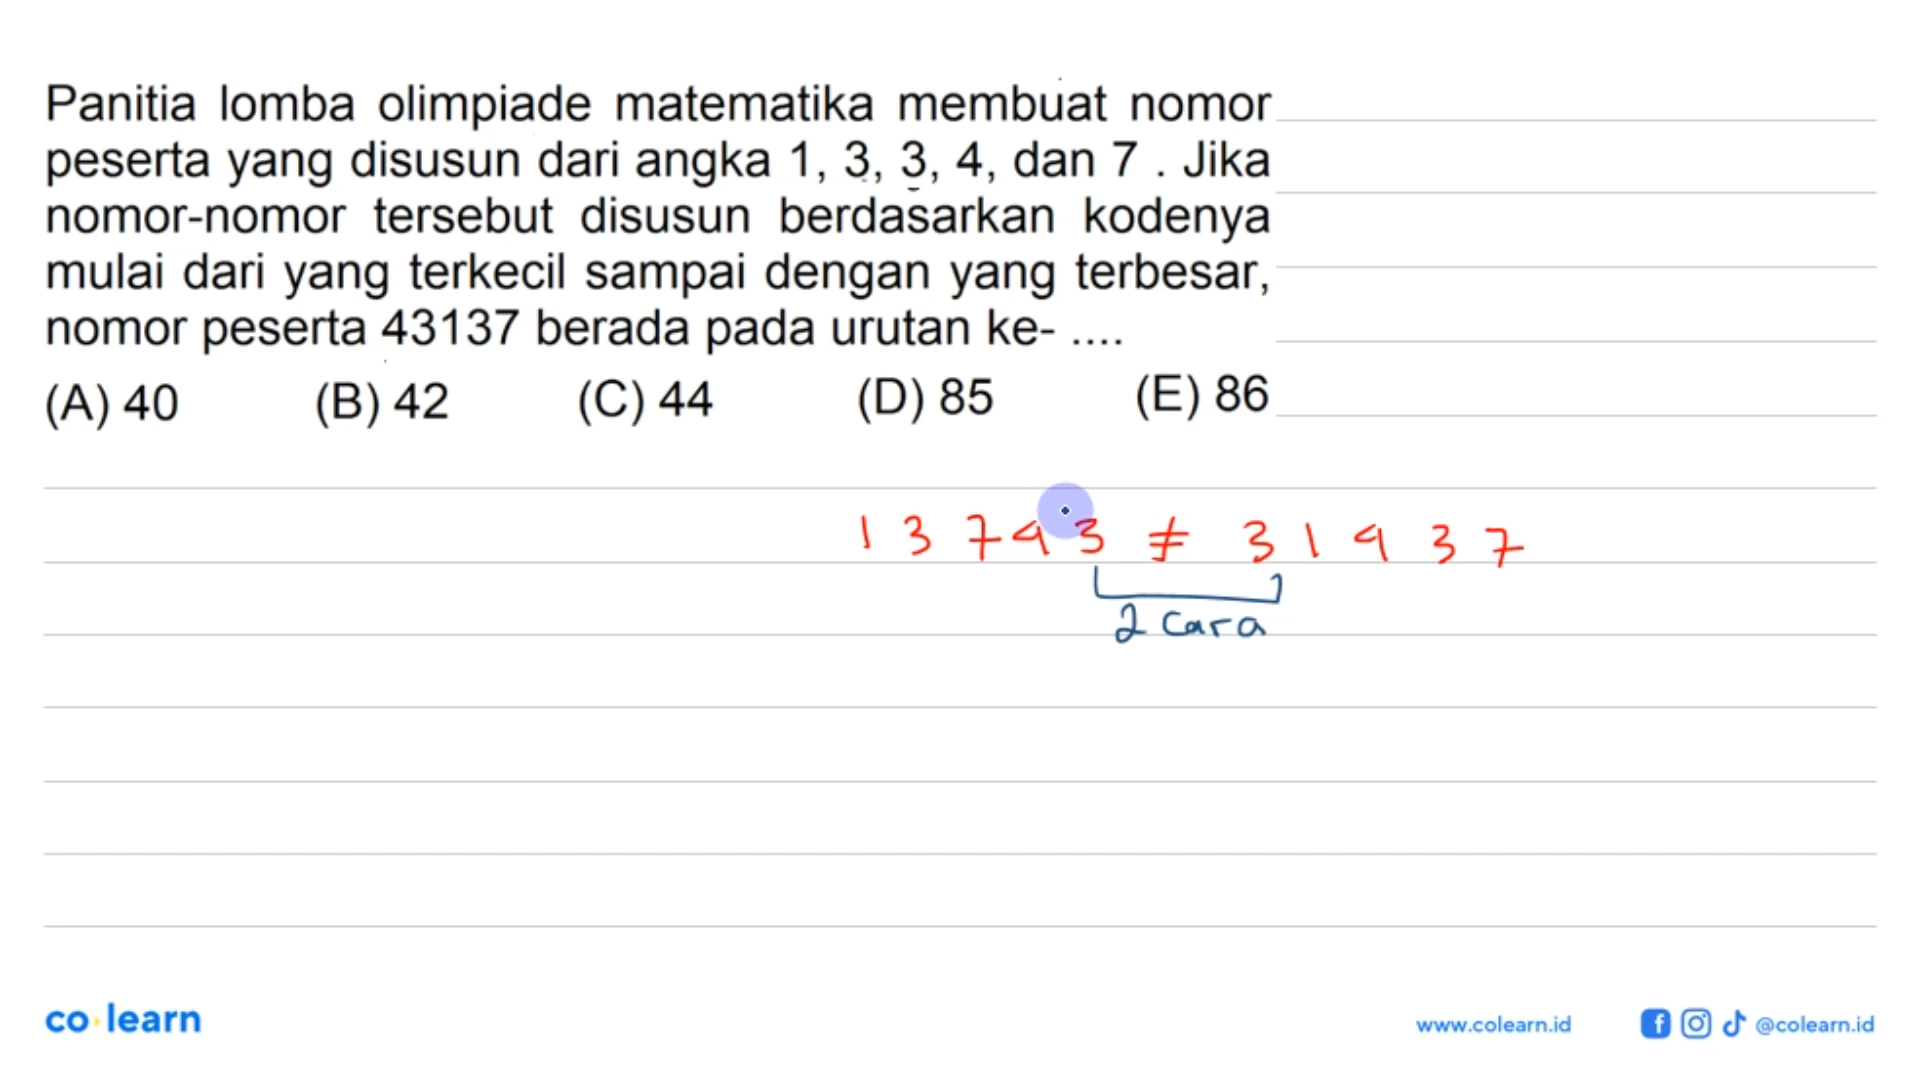 Panitia lomba olimpiade matematika membuat nomor
peserta yang disusun dari angka 1, 3, 3, 4, dan 7 . Jika
nomor-nomor tersebut disusun berdasarkan kodenya
mulai dari yang terkecil sampai dengan yang terbesar,
nomor peserta 43137 berada pada urutan ke- ....
(A) 40 (B) 42 (C) 44 (D) 85 (E) 86
1 3 7 4 3 ≠ 3 1 4 3 7
2 cara
co learn
www.colearn.id @colearn.id